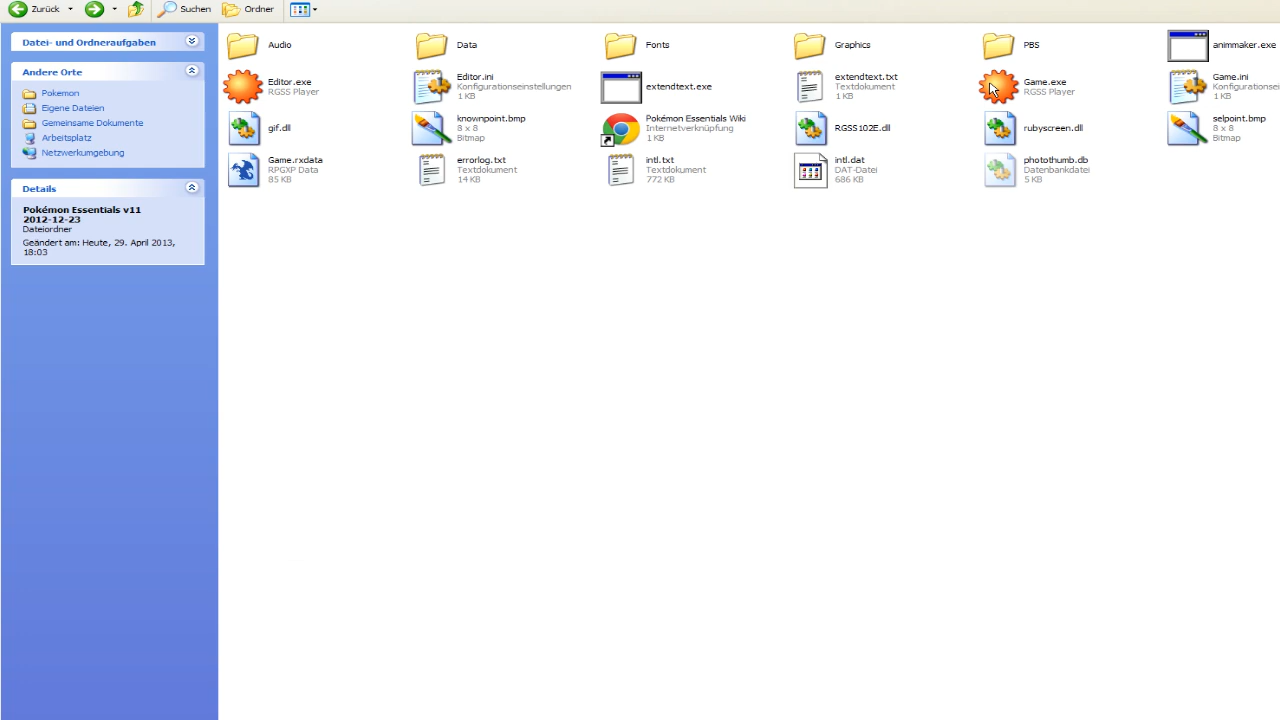 Zurück
Suchen
Ordner
Datei- und Ordneraufgaben
Andere Orte
Pokemon
Eigene Dateien
Gemeinsame Dokumente
Arbeitsplatz
Netzwerkumgebung
Details
Pokémon Essentials v11
2012-12-23
Dateiordner
Geändert am: Heute, 29. April 2013,
18:03
Audio
Data
Fonts
Graphics
PBS
animmaker.exe
Editor.exe
RGSS Player
Editor.ini
Konfigurationseinstellungen
1 KB
extendtext.exe
extendtext.txt
Textdokument
1 KB
Game.exe
RGSS Player
Game.ini
Konfigurationseins
1 KB
gif.dll
knownpoint.bmp
8 x 8
Bitmap
Pokémon Essentials Wiki
Internetverknüpfung
1 KB
RGSS102E.dll
rubyscreen.dll
selpoint.bmp
8 x 8
Bitmap
Game.rxdata
RPGXP Data
85 KB
errorlog.txt
Textdokument
14 KB
intl.txt
Textdokument
772 KB
intl.dat
DAT-Datei
686 KB
photothumb.db
Datenbankdatei
5 KB